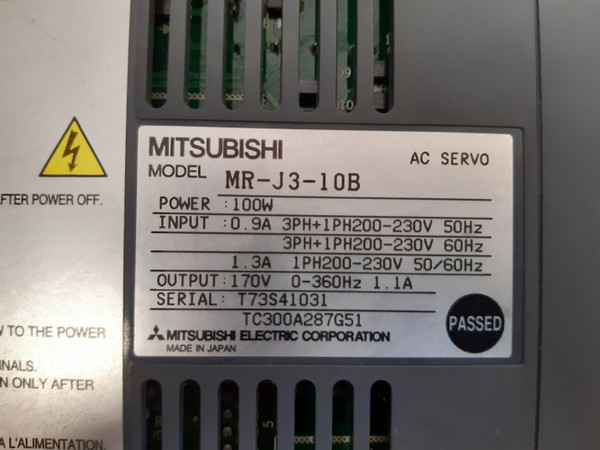 MITSUBISHI
AC SERVO
MODEL MR-J3-10B
POWER :100W
INPUT :0.9A 3PH+1PH200-230V 50Hz
3PH+1PH200-230V 60Hz
1.3A 1PH200-230V 50/60Hz
OUTPUT:170V 0-360Hz 1.1A
SERIAL: T73S41031
TC300A287G51
MITSUBISHI ELECTRIC CORPORATION
MADE IN JAPAN
PASSED
AFTER POWER OFF.
TO THE POWER
ONLY AFTER
A L'ALIMENTATION.